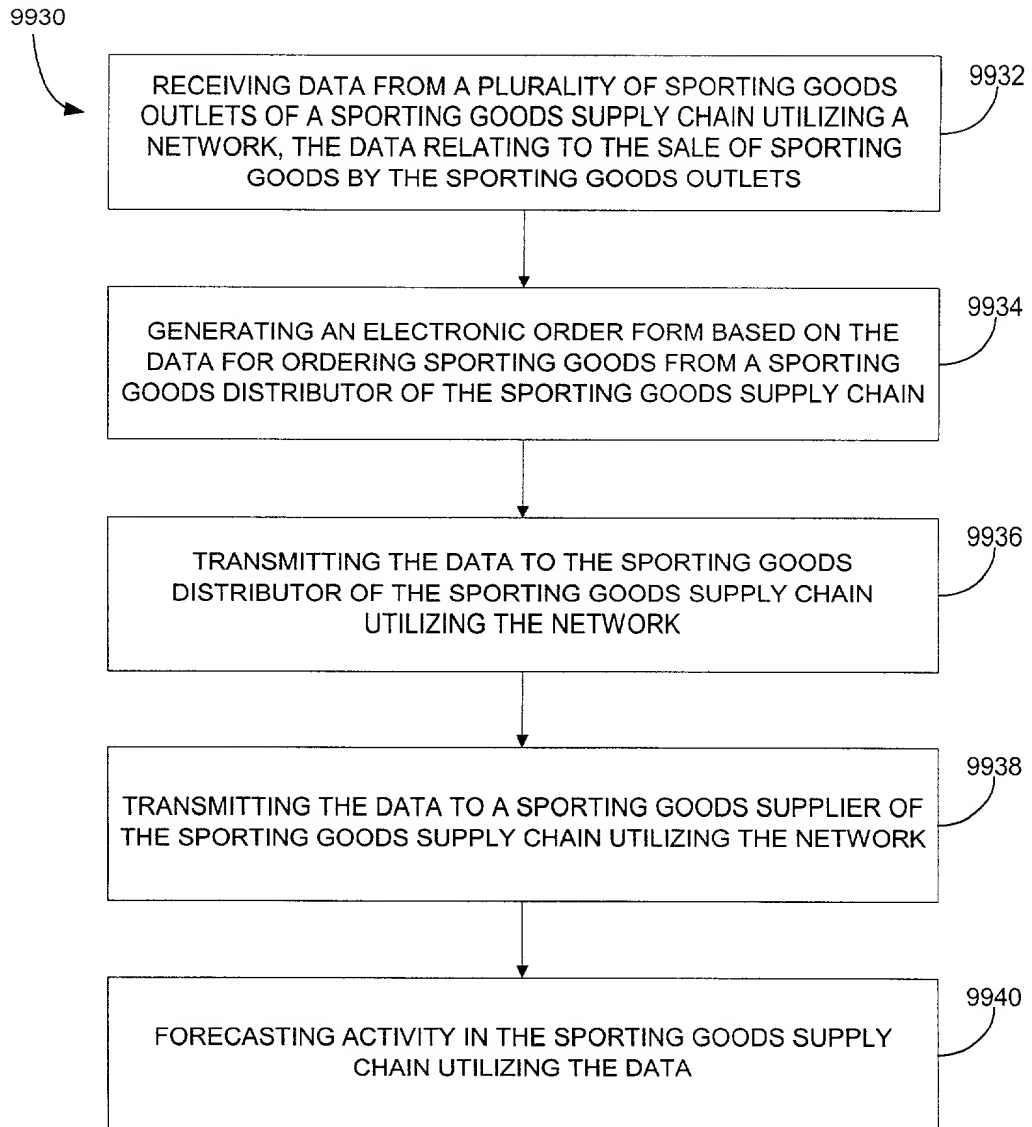 9930
RECEIVING DATA FROM A PLURALITY OF SPORTING GOODS
OUTLETS OF A SPORTING GOODS SUPPLY CHAIN UTILIZING A
NETWORK, THE DATA RELATING TO THE SALE OF SPORTING
GOODS BY THE SPORTING GOODS OUTLETS
9932
GENERATING AN ELECTRONIC ORDER FORM BASED ON THE
DATA FOR ORDERING SPORTING GOODS FROM A SPORTING
GOODS DISTRIBUTOR OF THE SPORTING GOODS SUPPLY CHAIN
9934
TRANSMITTING THE DATA TO THE SPORTING GOODS
DISTRIBUTOR OF THE SPORTING GOODS SUPPLY CHAIN
UTILIZING THE NETWORK
9936
TRANSMITTING THE DATA TO A SPORTING GOODS SUPPLIER OF
THE SPORTING GOODS SUPPLY CHAIN UTILIZING THE NETWORK
9938
FORECASTING ACTIVITY IN THE SPORTING GOODS SUPPLY
CHAIN UTILIZING THE DATA
9940